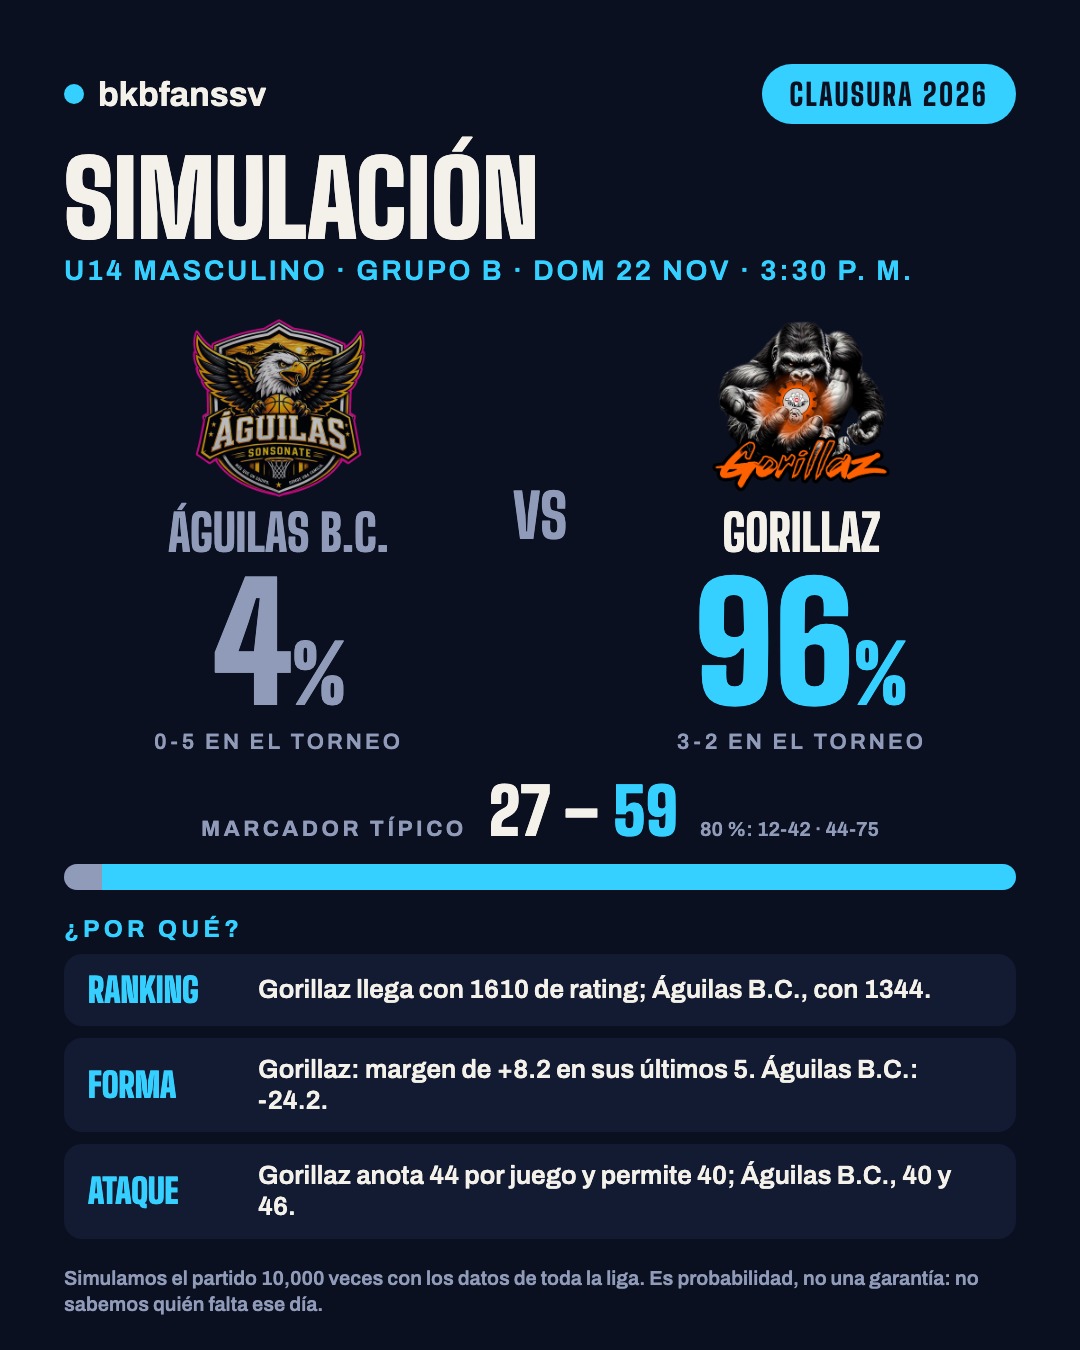 bkbfanssv
CLAUSURA 2026
SIMULACIÓN
U14 MASCULINO · GRUPO B · DOM 22 NOV · 3:30 P. M.
ÁGUILAS
SONSONATE
Gorillaz
ÁGUILAS B.C.
VS
GORILLAZ
4%
96%
0-5 EN EL TORNEO
3-2 EN EL TORNEO
MARCADOR TÍPICO 27 – 59 80 %: 12-42 · 44-75
¿POR QUÉ?
RANKING
Gorillaz llega con 1610 de rating; Águilas B.C., con 1344.
FORMA
Gorillaz: margen de +8.2 en sus últimos 5. Águilas B.C.:
-24.2.
ATAQUE
Gorillaz anota 44 por juego y permite 40; Águilas B.C., 40 y
46.
Simulamos el partido 10,000 veces con los datos de toda la liga. Es probabilidad, no una garantía: no
sabemos quién falta ese día.